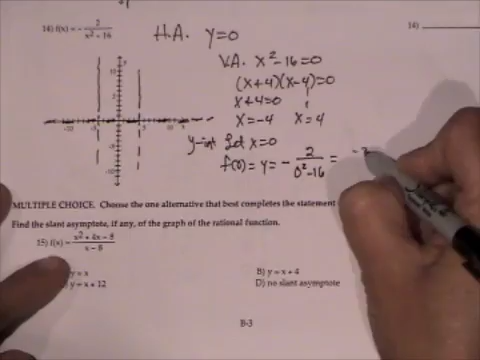 14) f(x) = - 2 / x² - 16
14)
H.A. y=0
V.A. x²-16=0
(x+4)(x-4)=0
x+4=0
x=-4 x=4
y-int Let x=0
f(0)=y= - 2 / 0²-16 = -2
MULTIPLE CHOICE. Choose the one alternative that best completes the statement
Find the slant asymptote, if any, of the graph of the rational function.
15) f(x) = x² + 4x - 8 / x - 8
y = x
B) y = x + 4
y = x + 12
D) no slant asymptote
B-3